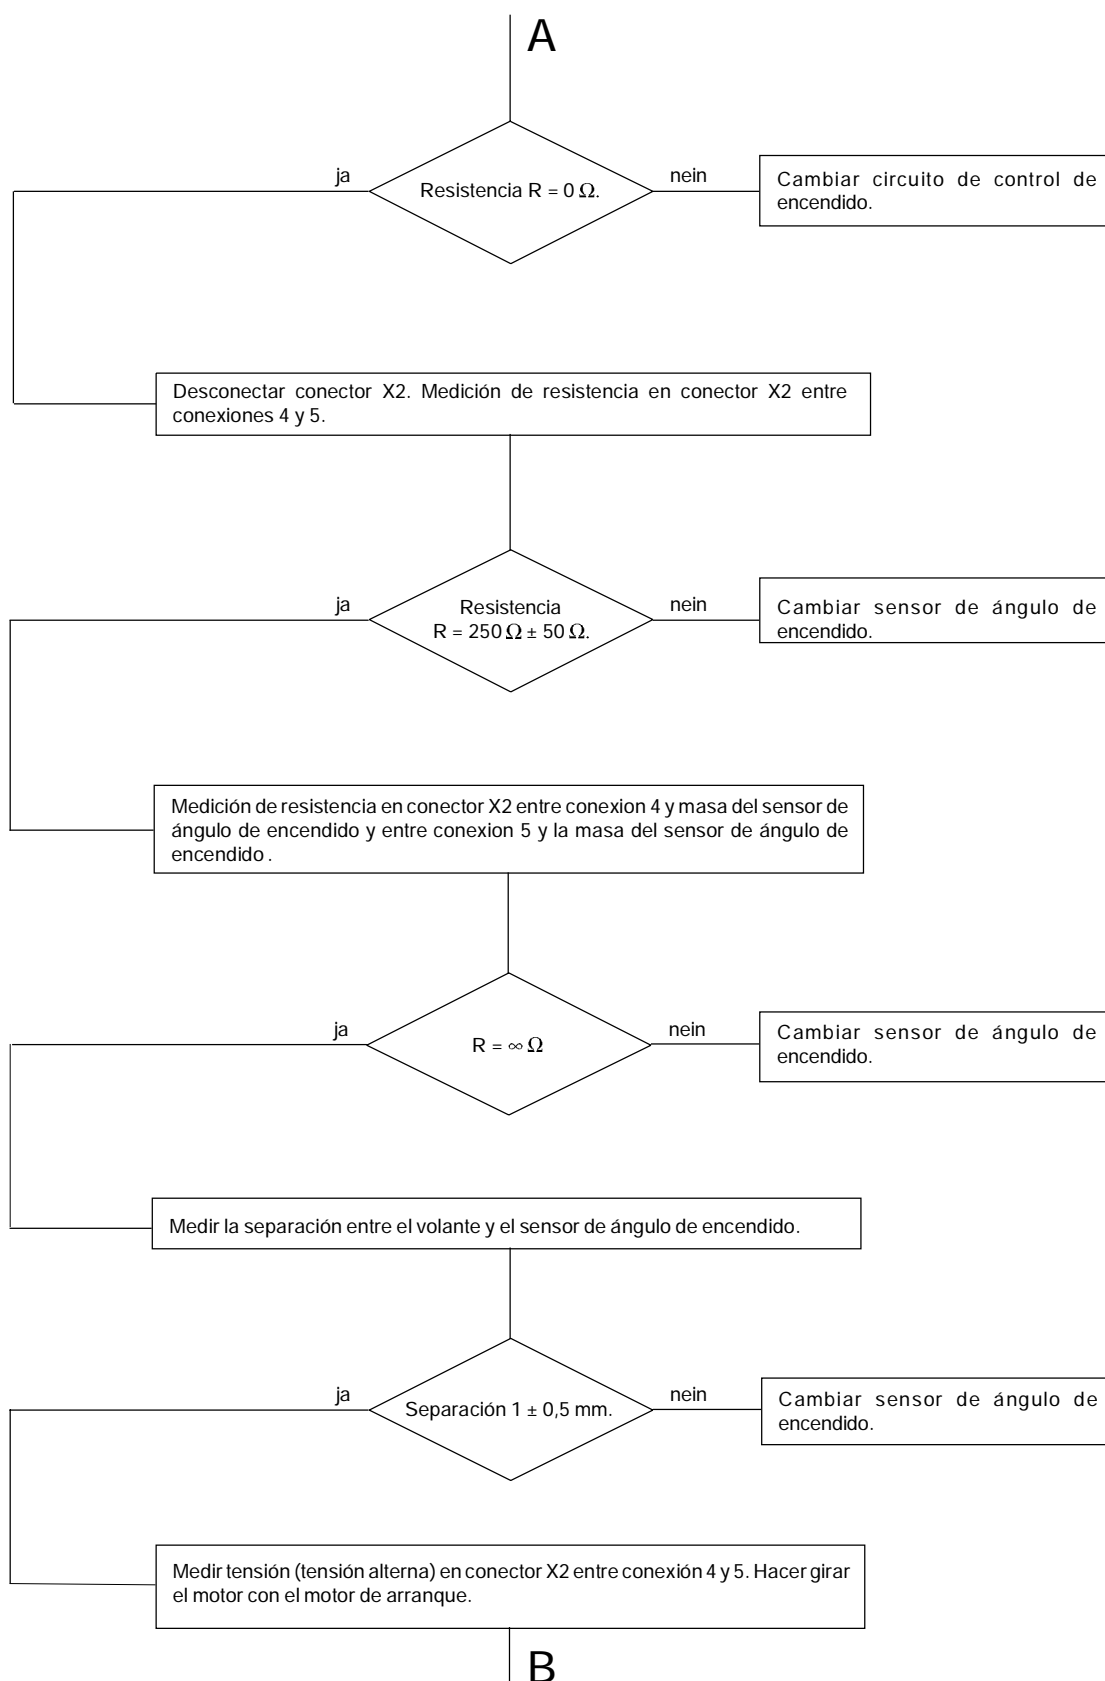 A
ja
Resistencia R = 0 Ω.
nein
Cambiar circuito de control de
encendido.
Desconectar conector X2. Medición de resistencia en conector X2 entre
conexiones 4 y 5.
ja
Resistencia
R = 250 Ω ± 50 Ω.
nein
Cambiar sensor de ángulo de
encendido.
Medición de resistencia en conector X2 entre conexion 4 y masa del sensor de
ángulo de encendido y entre conexion 5 y la masa del sensor de ángulo de
encendido .
ja
R = ∞ Ω
nein
Cambiar sensor de ángulo de
encendido.
Medir la separación entre el volante y el sensor de ángulo de encendido.
ja
Separación 1 ± 0,5 mm.
nein
Cambiar sensor de ángulo de
encendido.
Medir tensión (tensión alterna) en conector X2 entre conexión 4 y 5. Hacer girar
el motor con el motor de arranque.
B